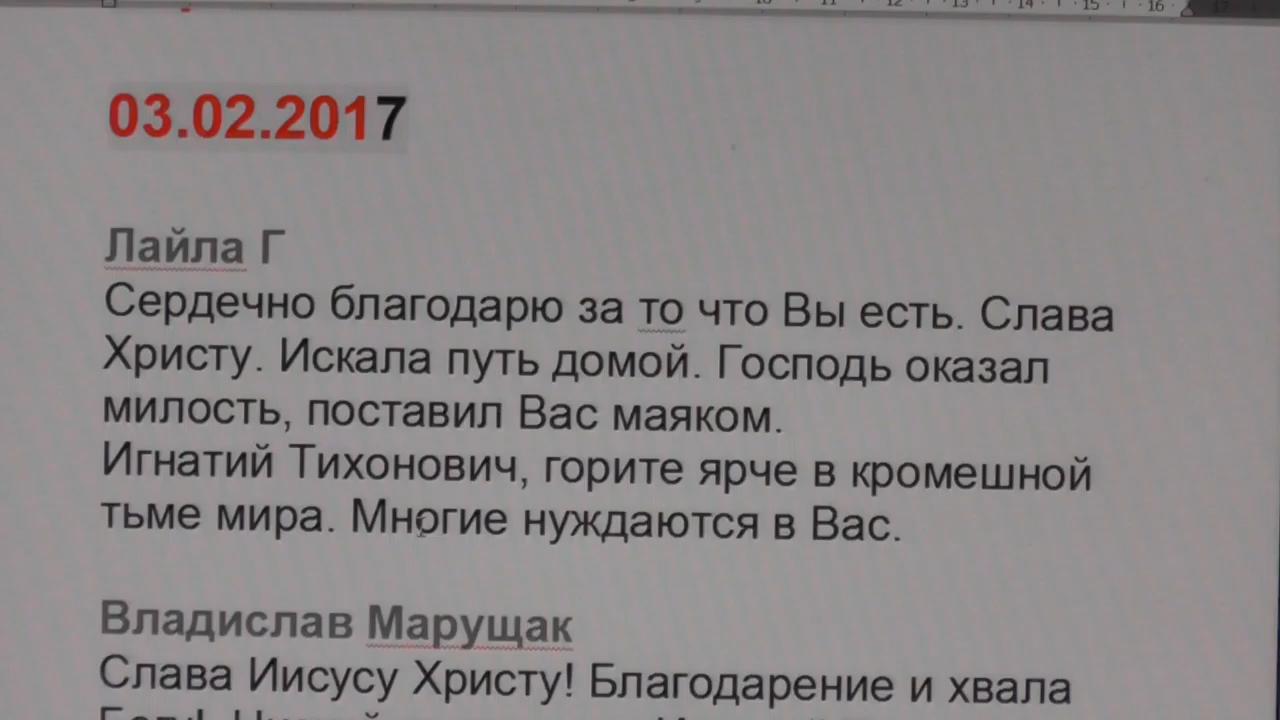 03.02.2017
Лайла Г
Сердечно благодарю за то что Вы есть. Слава
Христу. Искала путь домой. Господь оказал
милость, поставил Вас маяком.
Игнатий Тихонович, горите ярче в кромешной
тьме мира. Многие нуждаются в Вас.
Владислав Марущак
Слава Иисусу Христу! Благодарение и хвала